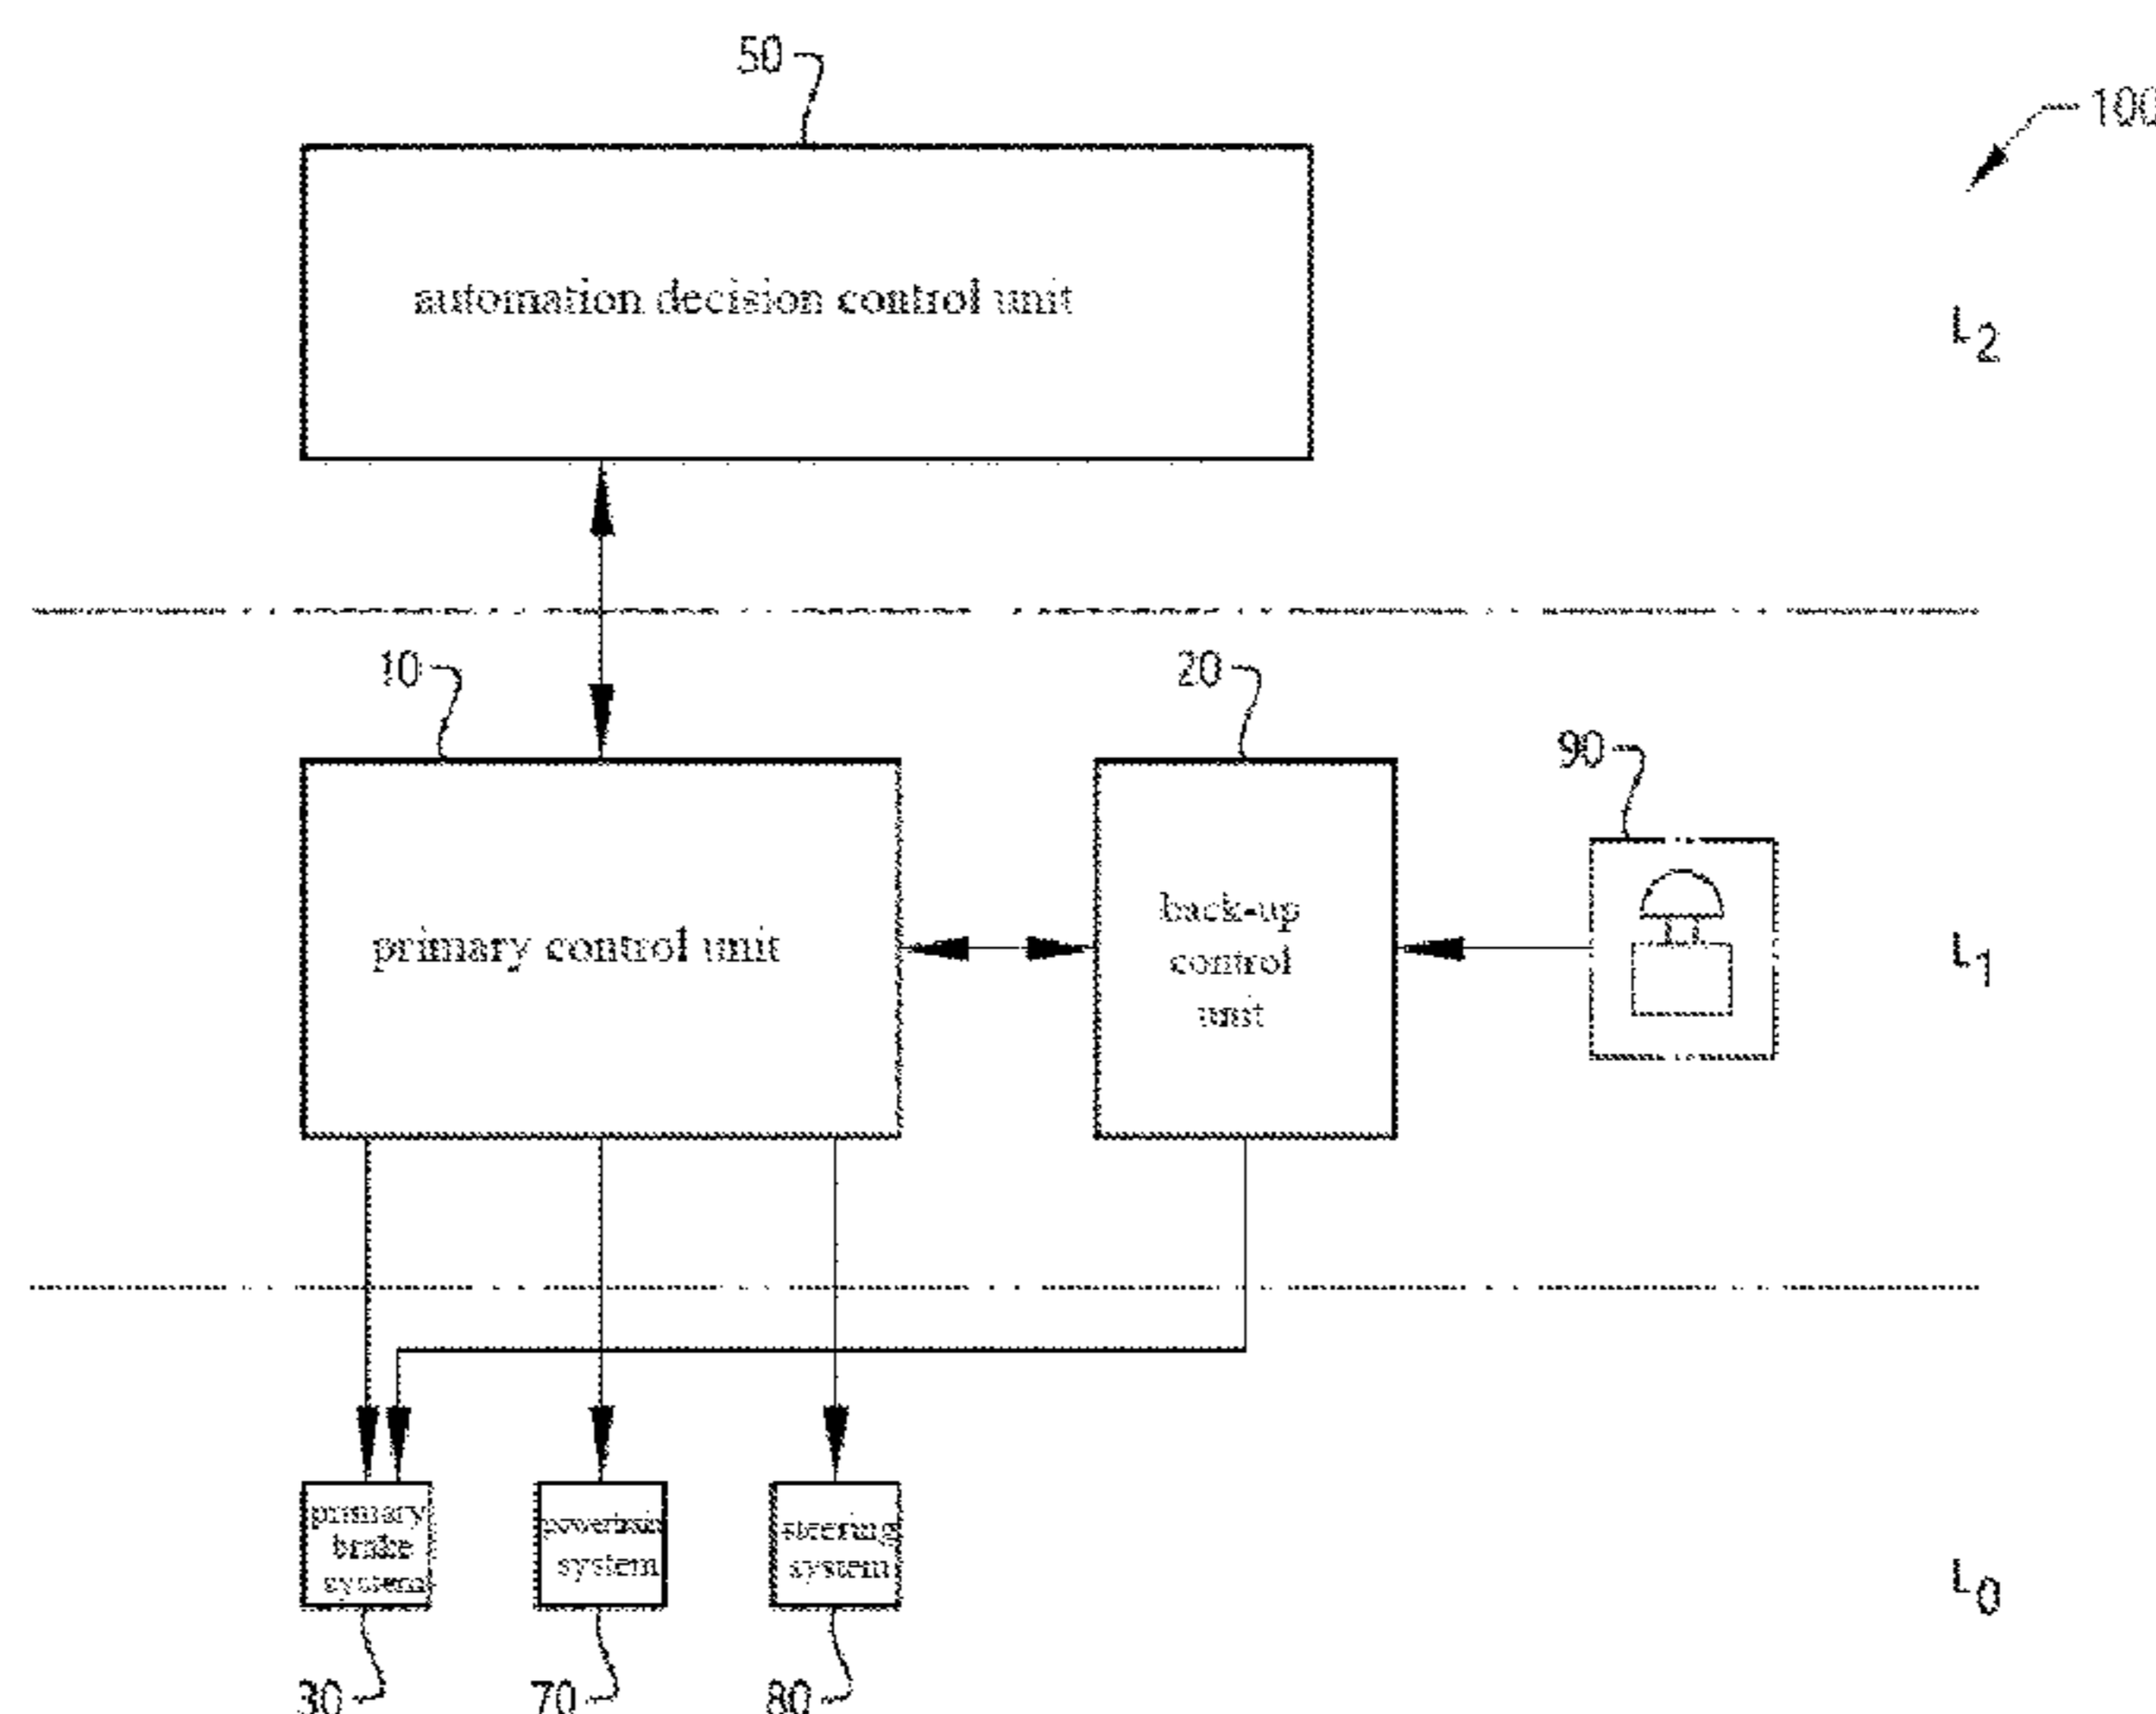 50
100
automation decision control unit
L2
10
20
90
primary control unit
back-up
control
unit
L1
primary
brake
system
powertrain
system
steering
system
L0
30
70
80